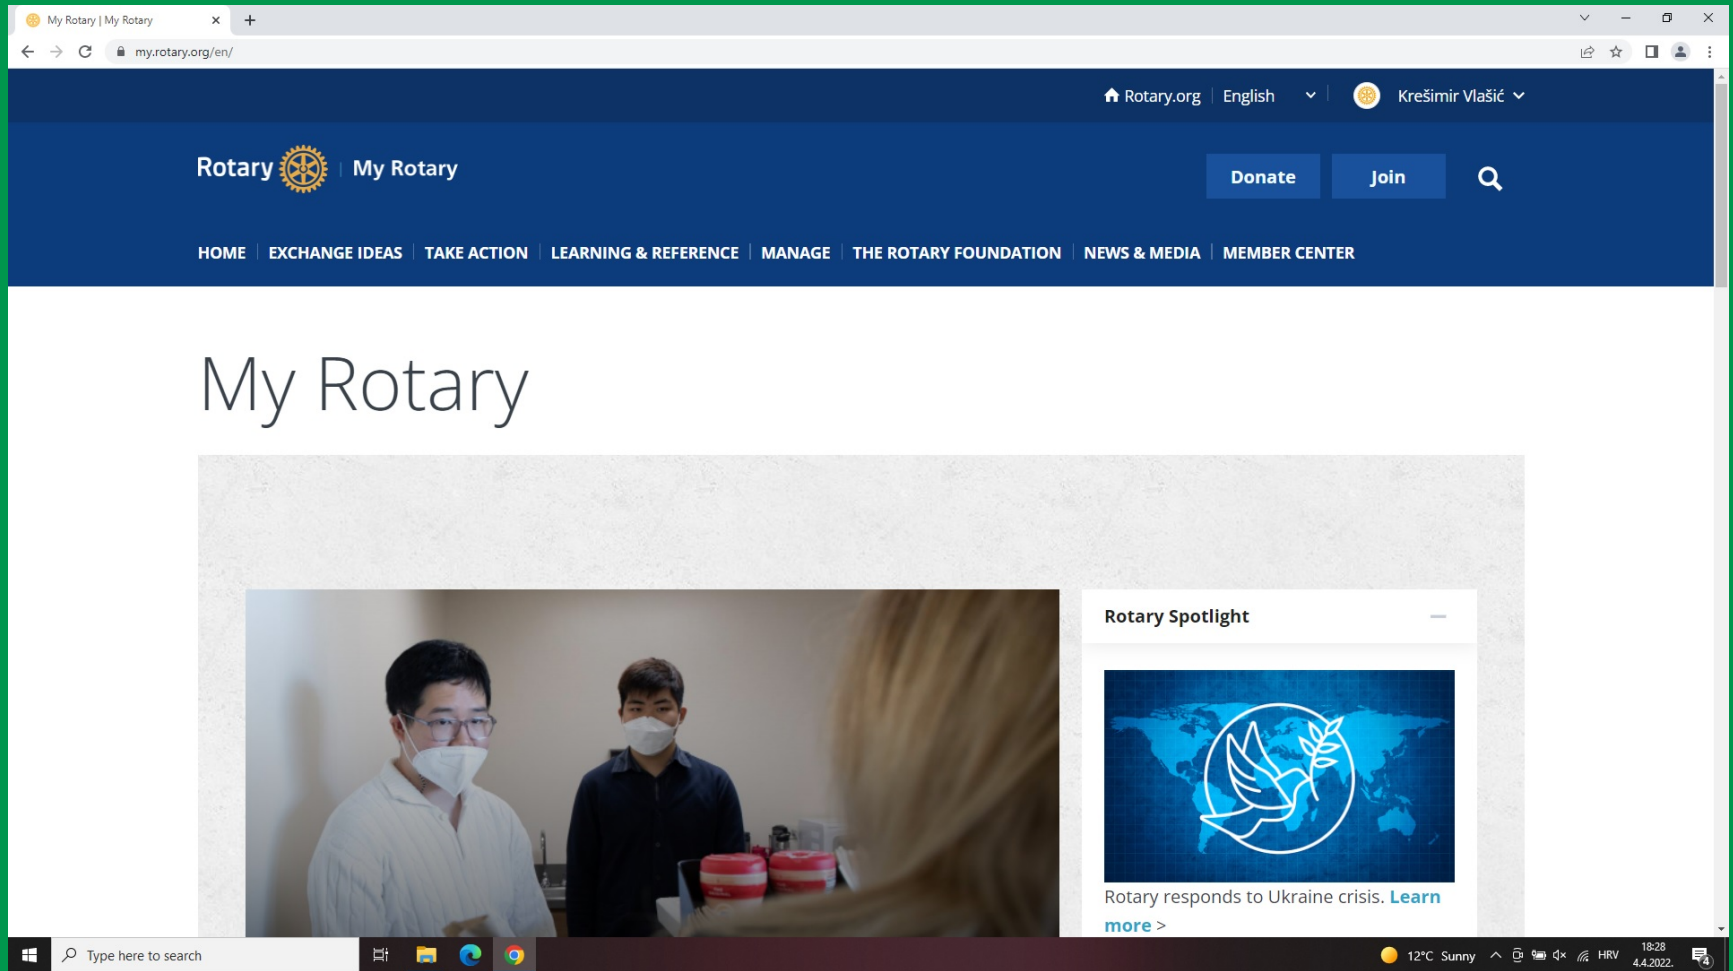 My Rotary | My Rotary
my.rotary.org/en/
Rotary.org English Krešimir Vlašić
Rotary My Rotary
Donate Join
HOME EXCHANGE IDEAS TAKE ACTION LEARNING & REFERENCE MANAGE THE ROTARY FOUNDATION NEWS & MEDIA MEMBER CENTER
My Rotary
Rotary Spotlight
Rotary responds to Ukraine crisis. Learn
more >
Type here to search
12°C Sunny
HRV
18:28
4.4.2022.
4